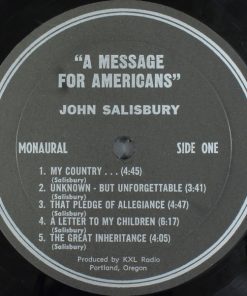 "A MESSAGE
FOR AMERICANS"
JOHN SALISBURY
MONAURAL SIDE ONE
1. MY COUNTRY . . . (4:45)
(Salisbury)
2. UNKNOWN - BUT UNFORGETTABLE (3:41)
(Salisbury)
3. THAT PLEDGE OF ALLEGIANCE (4:47)
(Salisbury)
4. A LETTER TO MY CHILDREN (6:17)
(Salisbury)
5. THE GREAT INHERITANCE (4:05)
(Salisbury)
Produced by KXL Radio
Portland, Oregon